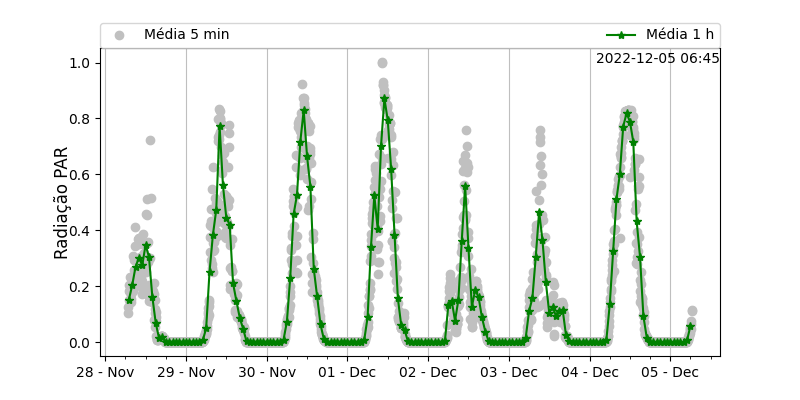 Média 5 min
Média 1 h
2022-12-05 06:45
Radiação PAR
1.0
0.8
0.6
0.4
0.2
0.0
28 - Nov
29 - Nov
30 - Nov
01 - Dec
02 - Dec
03 - Dec
04 - Dec
05 - Dec